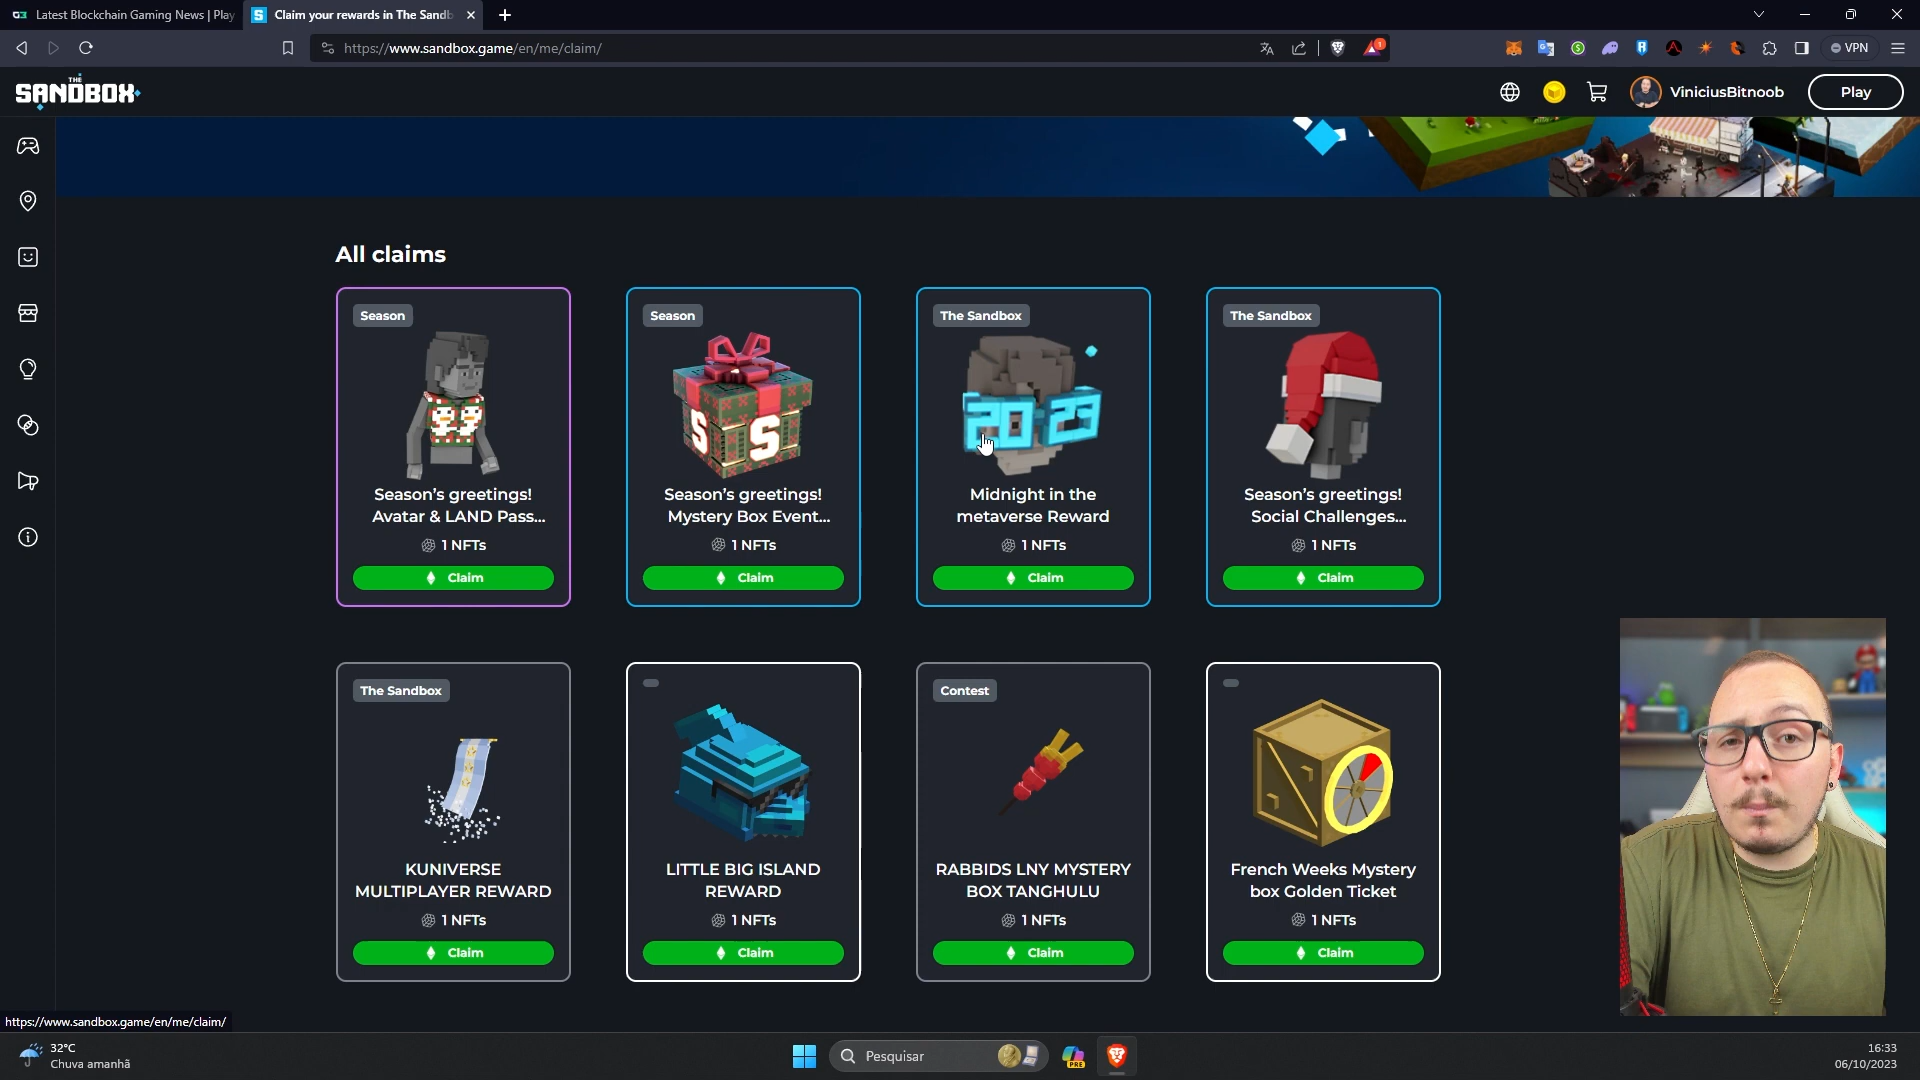 Latest Blockchain Gaming News | Play
Claim your rewards in The Sandb
https://www.sandbox.game/en/me/claim/
1
VPN
THE
SANDBOX
ViniciusBitnoob
Play
All claims
Season
Season's greetings!
Avatar & LAND Pass...
1 NFTs
Claim
Season
S
S
Season's greetings!
Mystery Box Event...
1 NFTs
Claim
The Sandbox
2023
Midnight in the
metaverse Reward
1 NFTs
Claim
The Sandbox
Season's greetings!
Social Challenges...
1 NFTs
Claim
The Sandbox
KUNIVERSE
MULTIPLAYER REWARD
1 NFTs
Claim
LITTLE BIG ISLAND
REWARD
1 NFTs
Claim
Contest
RABBIDS LNY MYSTERY
BOX TANGHULU
1 NFTs
Claim
French Weeks Mystery
box Golden Ticket
1 NFTs
Claim
https://www.sandbox.game/en/me/claim/
32°C
Chuva amanhã
Pesquisar
PRE
16:33
06/10/2023